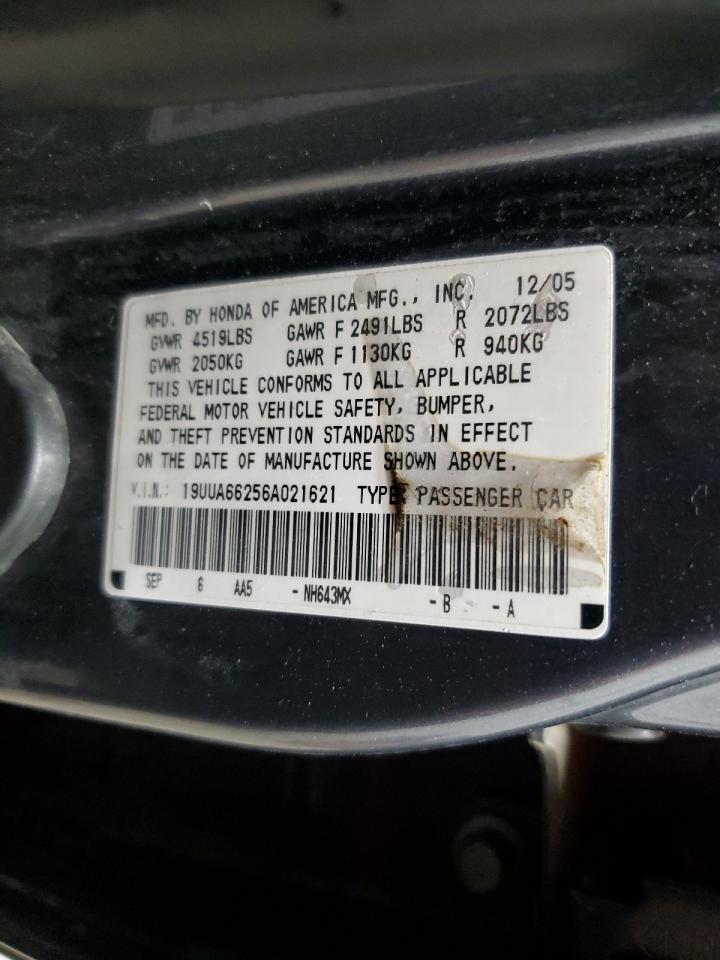 MFD. BY HONDA OF AMERICA MFG., INC. 12/05
GVWR 4519LBS GAWR F 2491LBS R 2072LBS
GVWR 2050KG GAWR F 1130KG R 940KG
THIS VEHICLE CONFORMS TO ALL APPLICABLE
FEDERAL MOTOR VEHICLE SAFETY, BUMPER,
AND THEFT PREVENTION STANDARDS IN EFFECT
ON THE DATE OF MANUFACTURE SHOWN ABOVE.
V.I.N.: 19UUA66256A021621 TYPE: PASSENGER CAR
SEP 6 AA5 - NH643MX - B - A